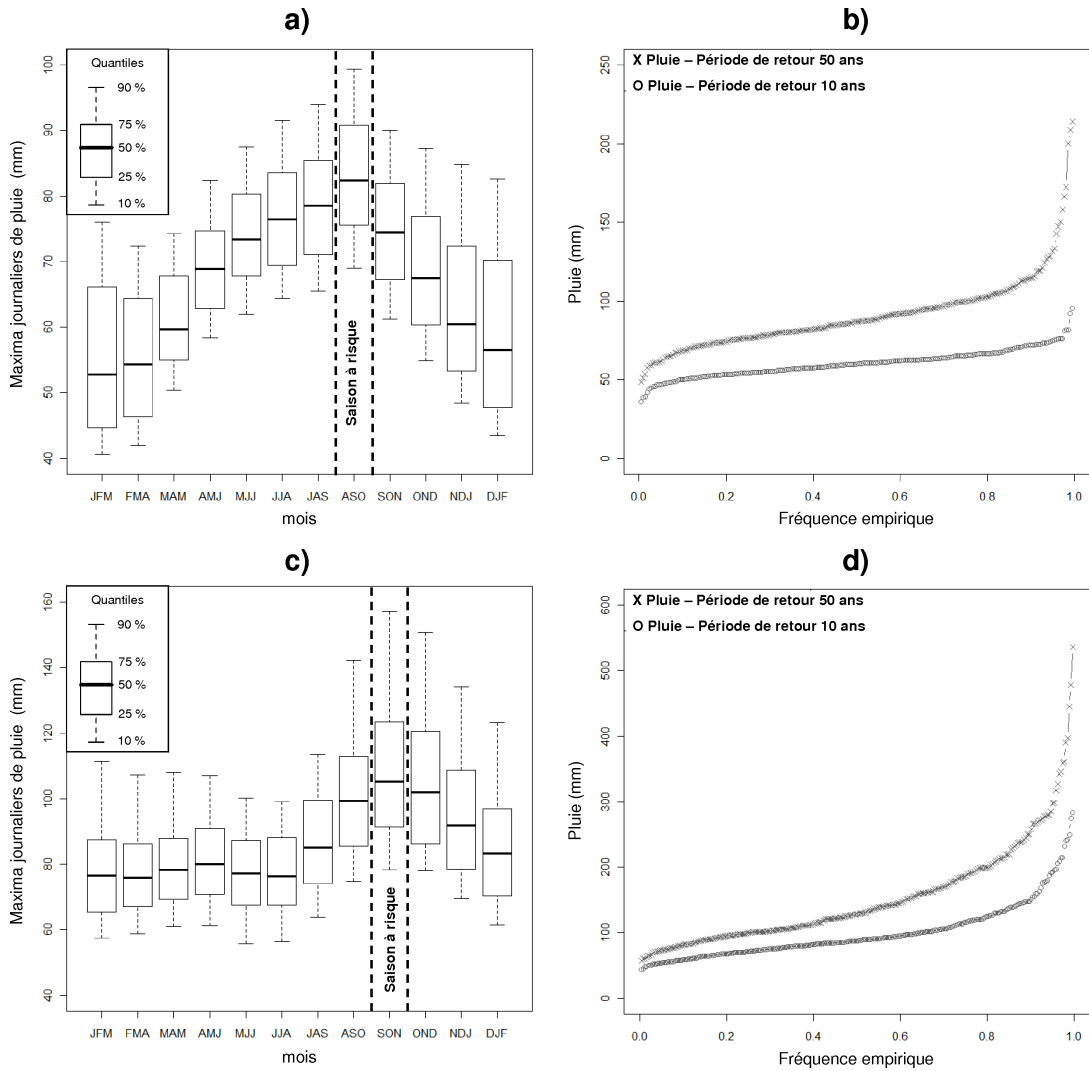 a)
Quantiles
90 %
75 %
50 %
25 %
10 %
Saison à risque
Maxima journaliers de pluie (mm)
40
50
60
70
80
90
100
JFM FMA MAM AMJ MJJ JJA JAS ASO SON OND NDJ DJF
mois
b)
X Pluie – Période de retour 50 ans
O Pluie – Période de retour 10 ans
Pluie (mm)
0
50
100
150
200
250
0.0 0.2 0.4 0.6 0.8 1.0
Fréquence empirique
c)
Quantiles
90 %
75 %
50 %
25 %
10 %
Saison à risque
Maxima journaliers de pluie (mm)
40
60
80
100
120
140
160
JFM FMA MAM AMJ MJJ JJA JAS ASO SON OND NDJ DJF
mois
d)
X Pluie – Période de retour 50 ans
O Pluie – Période de retour 10 ans
Pluie (mm)
0
100
200
300
400
500
600
0.0 0.2 0.4 0.6 0.8 1.0
Fréquence empirique